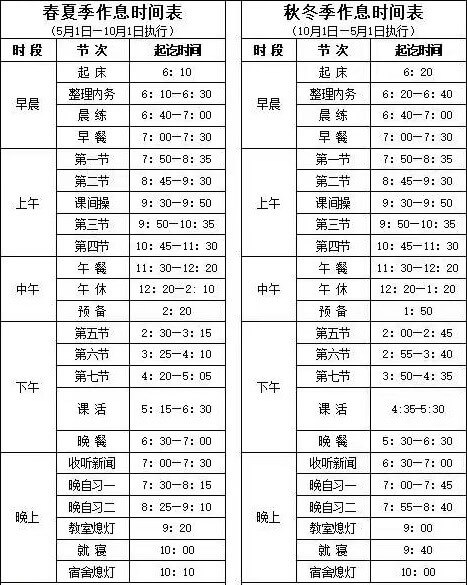 春夏季作息时间表
(5月1日—10月1日执行)
时 段 节 次 起讫时间
早晨
起 床 6: 10
整理内务 6: 10—6: 30
晨 练 6: 40—7: 00
早 餐 7: 00—7: 30
上午
第一节 7: 50—8: 35
第二节 8: 45—9: 30
课间操 9: 30—9: 50
第三节 9: 50—10: 35
第四节 10: 45—11: 30
中午
午 餐 11: 30—12: 20
午 休 12: 20—2: 10
预 备 2: 20
下午
第五节 2: 30—3: 15
第六节 3: 25—4: 10
第七节 4: 20—5: 05
课 活 5: 15—6: 30
晚 餐 6: 30—7: 00
晚上
收听新闻 7: 00—7: 30
晚自习一 7: 30—8: 15
晚自习二 8: 25—9: 10
教室熄灯 9: 20
就 寝 10: 00
宿舍熄灯 10: 10
秋冬季作息时间表
(10月1日—5月1日执行)
时 段 节 次 起讫时间
早晨
起 床 6: 20
整理内务 6: 20—6: 40
晨 练 6: 40—7: 00
早 餐 7: 00—7: 30
上午
第一节 7: 50—8: 35
第二节 8: 45—9: 30
课间操 9: 30—9: 50
第三节 9: 50—10: 35
第四节 10: 45—11: 30
中午
午 餐 11: 30—12: 20
午 休 12: 20—1: 20
预 备 1: 50
下午
第五节 2: 00—2: 45
第六节 2: 55—3: 40
第七节 3: 50—4: 35
课 活 4:35-5:30
晚 餐 5: 30—6: 30
晚上
收听新闻 6: 30—7: 00
晚自习一 7: 00—7: 45
晚自习二 7: 55—8: 40
教室熄灯 9: 00
就 寝 9: 40
宿舍熄灯 10: 00